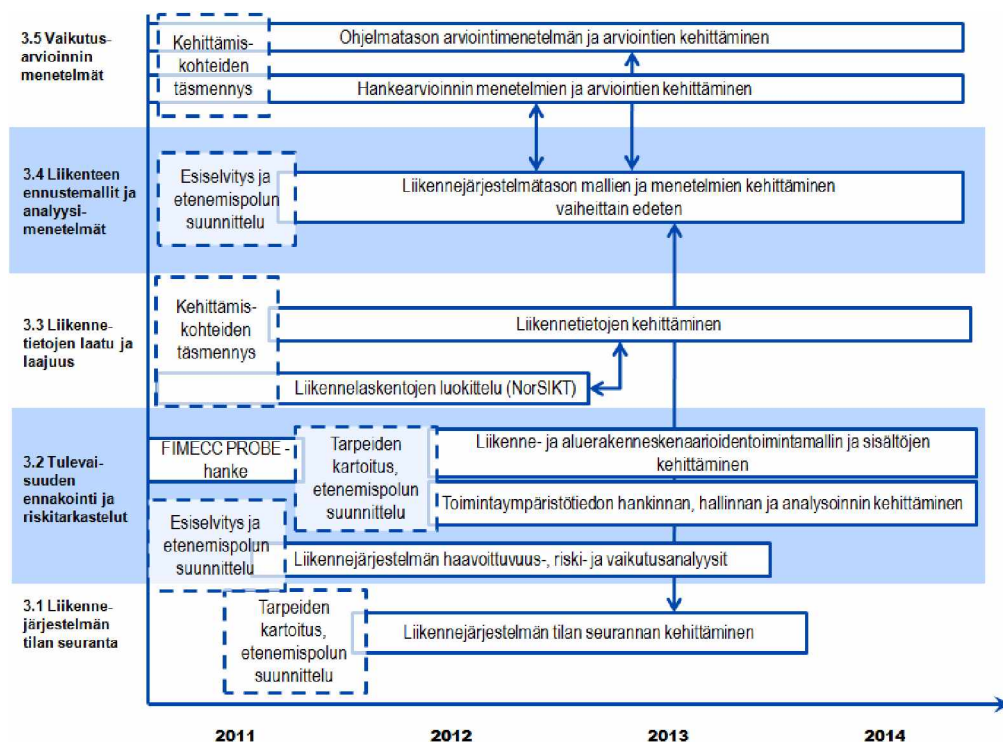 3.5 Vaikutus-
arvioinnin
menetelmät
Kehittämis-
kohteiden
täsmennys
Ohjelmatason arviointimenetelmän ja arviointien kehittäminen
Hankearvioinnin menetelmien ja arviointien kehittäminen
3.4 Liikenteen
ennustemallit ja
analyysi-
menetelmät
Esiselvitys ja
etenemispolun
suunnittelu
Liikennejärjestelmätason mallien ja menetelmien kehittäminen
vaiheittain edeten
3.3 Liikenne-
tietojen laatu ja
laajuus
Kehittämis-
kohteiden
täsmennys
Liikennetietojen kehittäminen
Liikennelaskentojen luokittelu (NorSIKT)
3.2 Tulevai-
suuden
ennakointi ja
riskitarkastelut
FIMECC PROBE -
hanke
Tarpeiden
kartoitus,
etenemispolun
suunnittelu
Liikenne- ja aluerakenneskenaarioidentoimintamallin ja sisältöjen
kehittäminen
Toimintaympäristötiedon hankinnan, hallinnan ja analysoinnin kehittäminen
Esiselvitys ja
etenemispolun
suunnittelu
Liikennejärjestelmän haavoittuvuus-, riski- ja vaikutusanalyysit
3.1 Liikenne-
järjestelmän
tilan seuranta
Tarpeiden
kartoitus,
etenemispolun
suunnittelu
Liikennejärjestelmän tilan seurannan kehittäminen
2011 2012 2013 2014